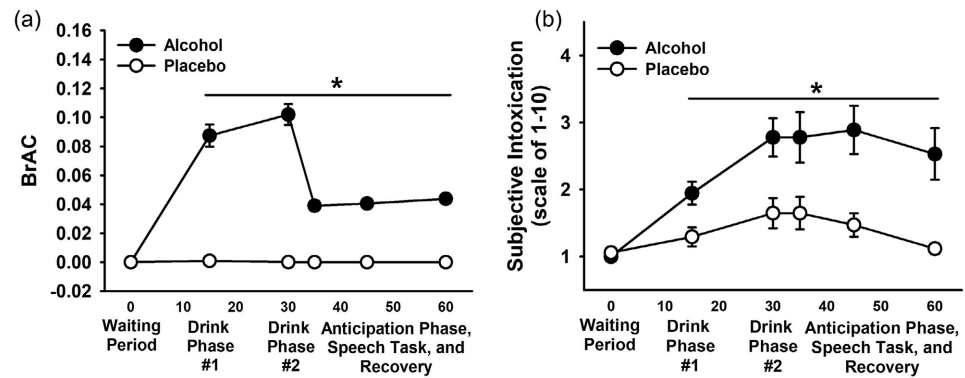 (a)
0.16
0.14
0.12
0.10
0.08
0.06
0.04
0.02
0.00
-0.02
BrAC
Alcohol
Placebo
*
0 10 20 30 40 50 60
Waiting Drink Drink Anticipation Phase,
Period Phase Phase Speech Task, and
#1 #2 Recovery
(b)
4
3
2
1
Subjective Intoxication
(scale of 1-10)
Alcohol
Placebo
*
0 10 20 30 40 50 60
Waiting Drink Drink Anticipation Phase,
Period Phase Phase Speech Task, and
#1 #2 Recovery